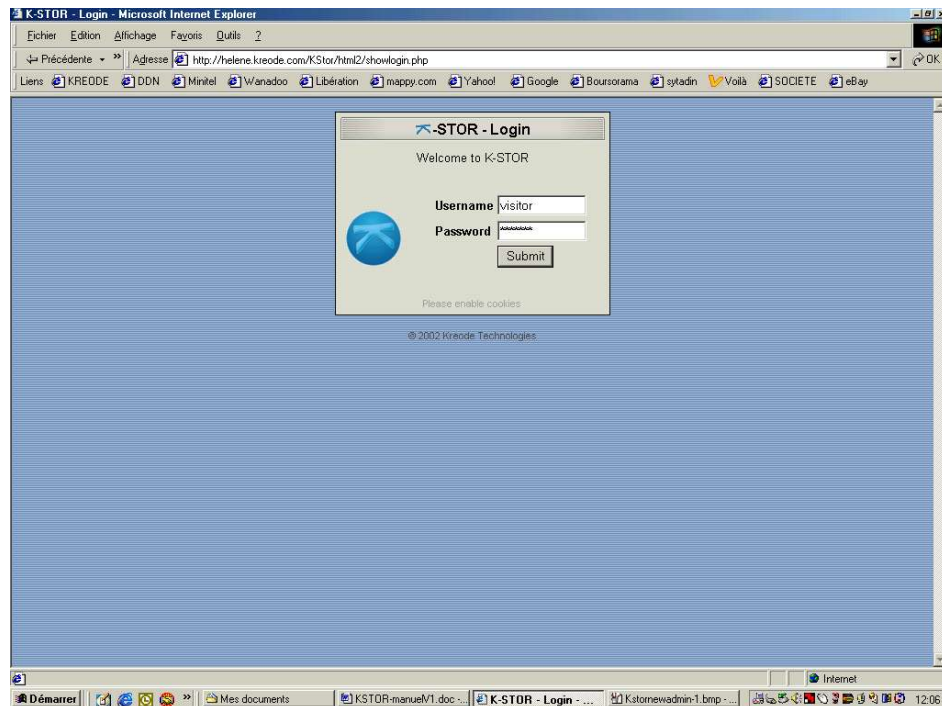 K-STOR - Login - Microsoft Internet Explorer
Fichier Edition Affichage Favoris Outils ?
Précédente » Adresse http://helene.kreode.com/KStor/html2/showlogin.php OK
Liens KREODE DDN Minitel Wanadoo Libération mappy.com Yahoo! Google Boursorama sytadin Voilà SOCIETE eBay
K-STOR - Login
Welcome to K-STOR
Username visitor
Password *******
Submit
Please enable cookies
© 2002 Kreode Technologies
Internet
Démarrer » Mes documents KSTOR-manuelV1.doc -... K-STOR - Login - ... Kstornewadmin-1.bmp - ... 12:06